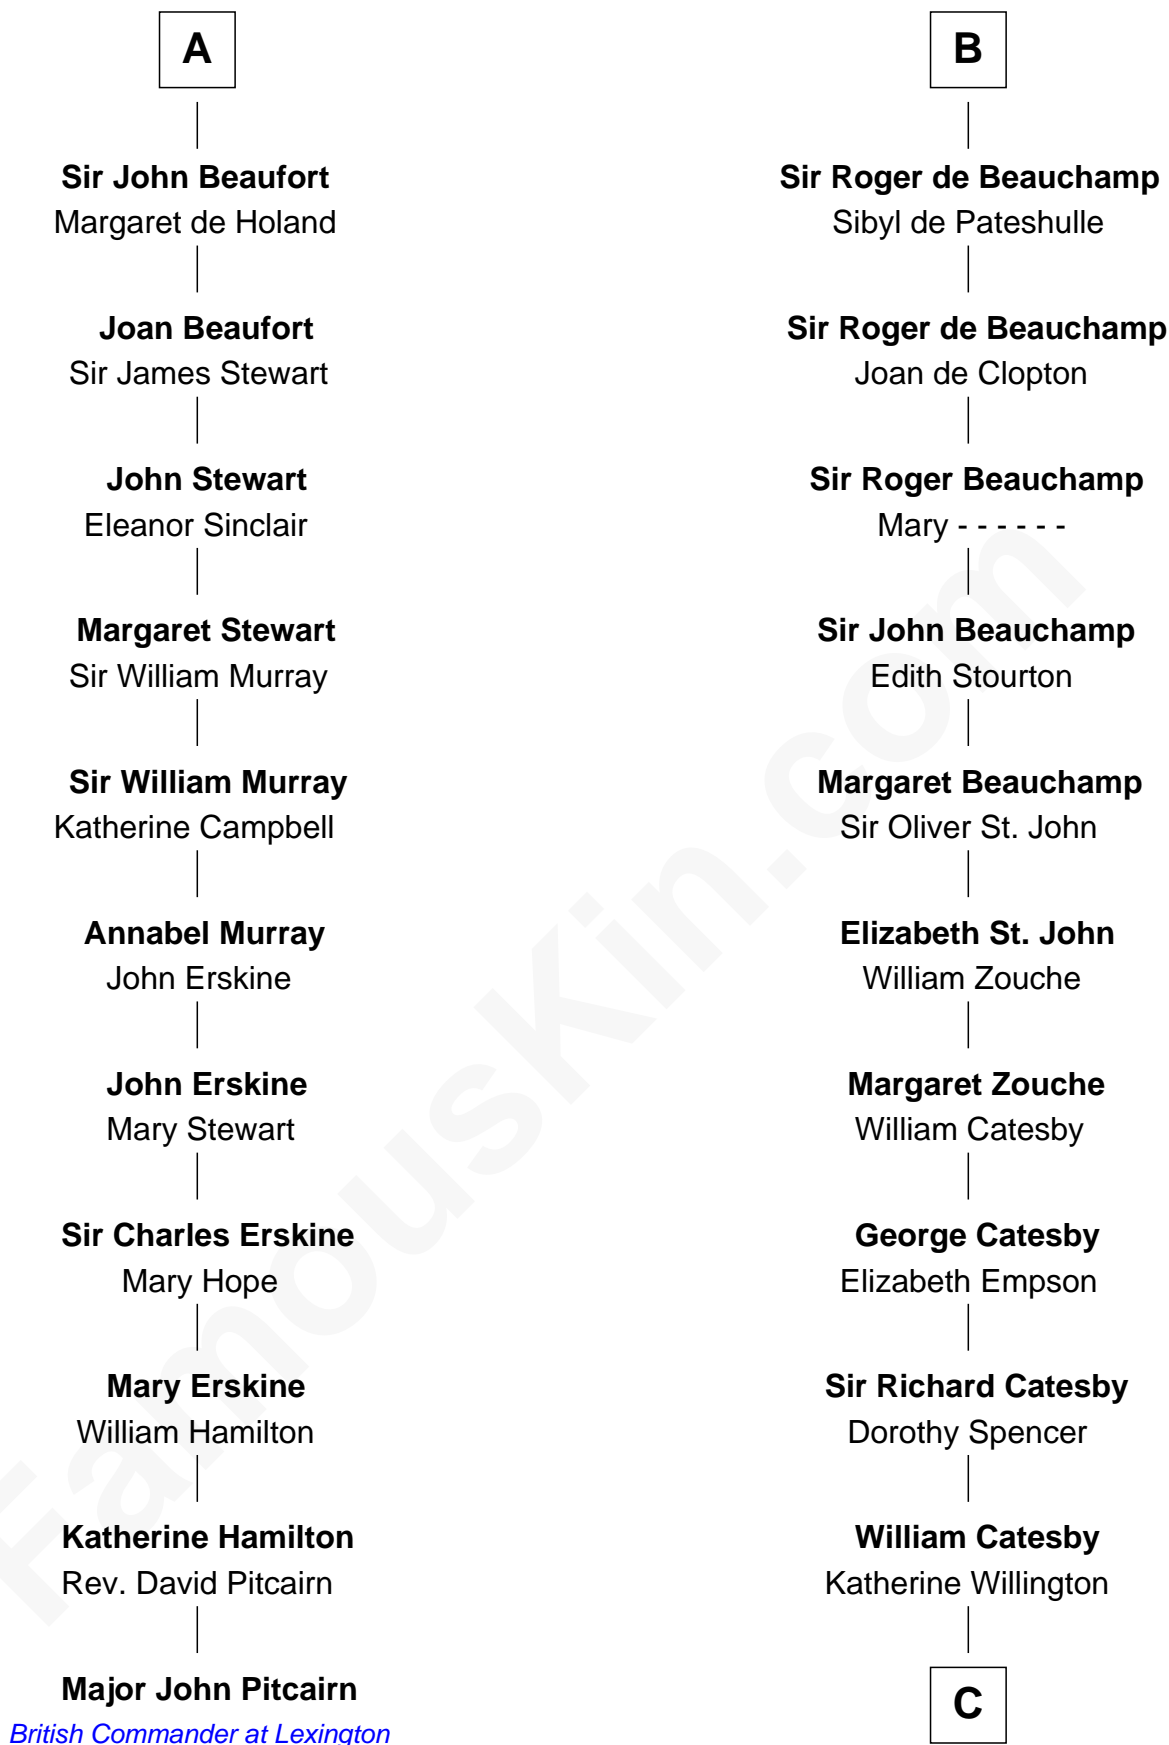 A
Sir John Beaufort
Margaret de Holand
Joan Beaufort
Sir James Stewart
John Stewart
Eleanor Sinclair
Margaret Stewart
Sir William Murray
Sir William Murray
Katherine Campbell
Annabel Murray
John Erskine
John Erskine
Mary Stewart
Sir Charles Erskine
Mary Hope
Mary Erskine
William Hamilton
Katherine Hamilton
Rev. David Pitcairn
Major John Pitcairn
British Commander at Lexington
B
Sir Roger de Beauchamp
Sibyl de Pateshulle
Sir Roger de Beauchamp
Joan de Clopton
Sir Roger Beauchamp
Mary - - - - - -
Sir John Beauchamp
Edith Stourton
Margaret Beauchamp
Sir Oliver St. John
Elizabeth St. John
William Zouche
Margaret Zouche
William Catesby
George Catesby
Elizabeth Empson
Sir Richard Catesby
Dorothy Spencer
William Catesby
Katherine Willington
C
FamousKin.com